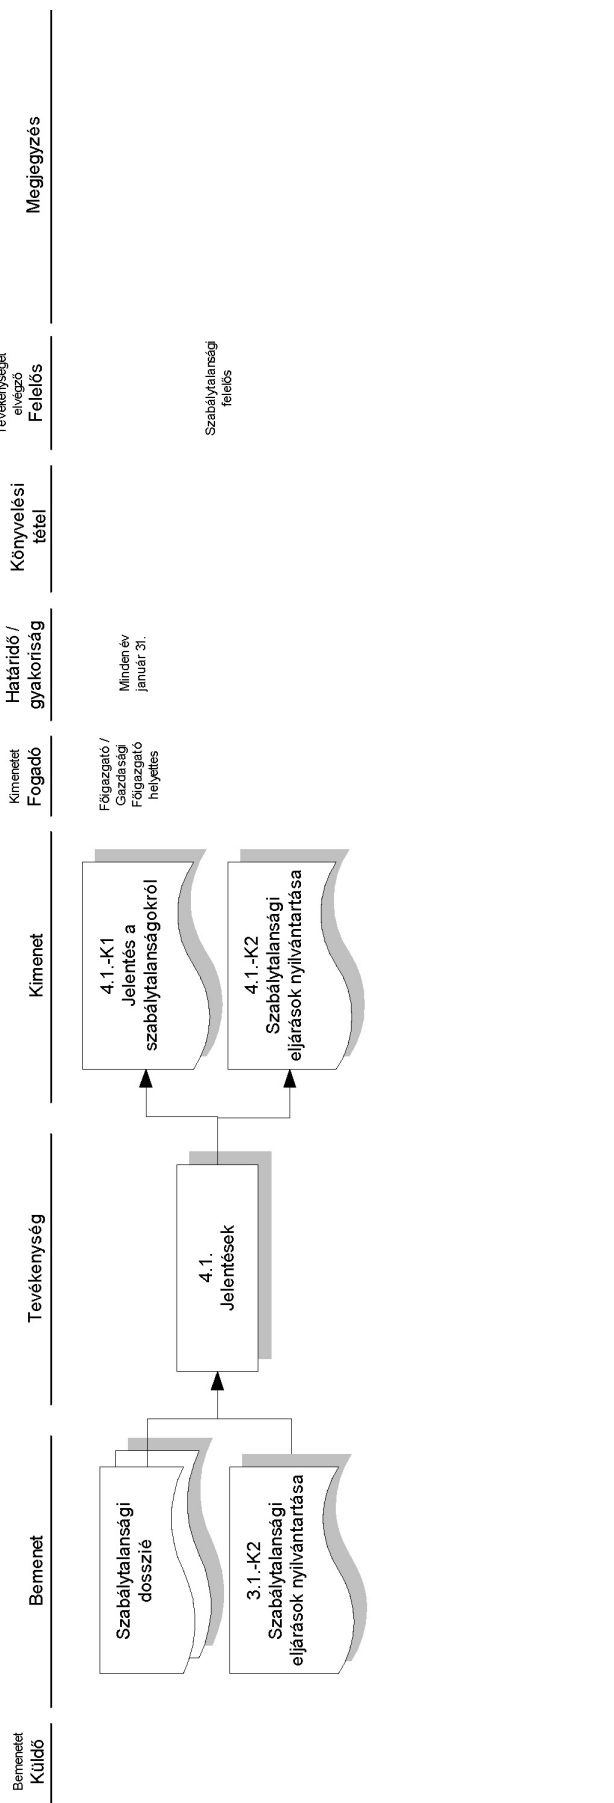 Bemenetet
Küldő
Bemenet
Tevékenység
Kimenet
Kimenetet
Fogadó
Határidő /
gyakoriság
Könyvelési
tétel
Tevékenységet
elvégző
Felelős
Megjegyzés
Szabálytalansági
dosszié
3.1.-K2
Szabálytalansági
eljárások nyilvántartása
4.1.
Jelentések
4.1.-K1
Jelentés a
szabálytalanságokról
4.1.-K2
Szabálytalansági
eljárások nyilvántartása
Főigazgató /
Gazdasági
Főigazgató
helyettes
Minden év
január 31.
Szabálytalansági
felelős